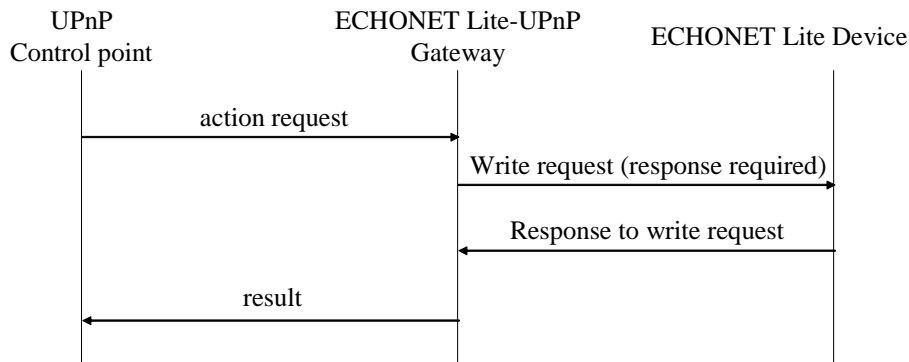 UPnP
Control point
ECHONET Lite-UPnP
Gateway
ECHONET Lite Device
action request
Write request (response required)
Response to write request
result